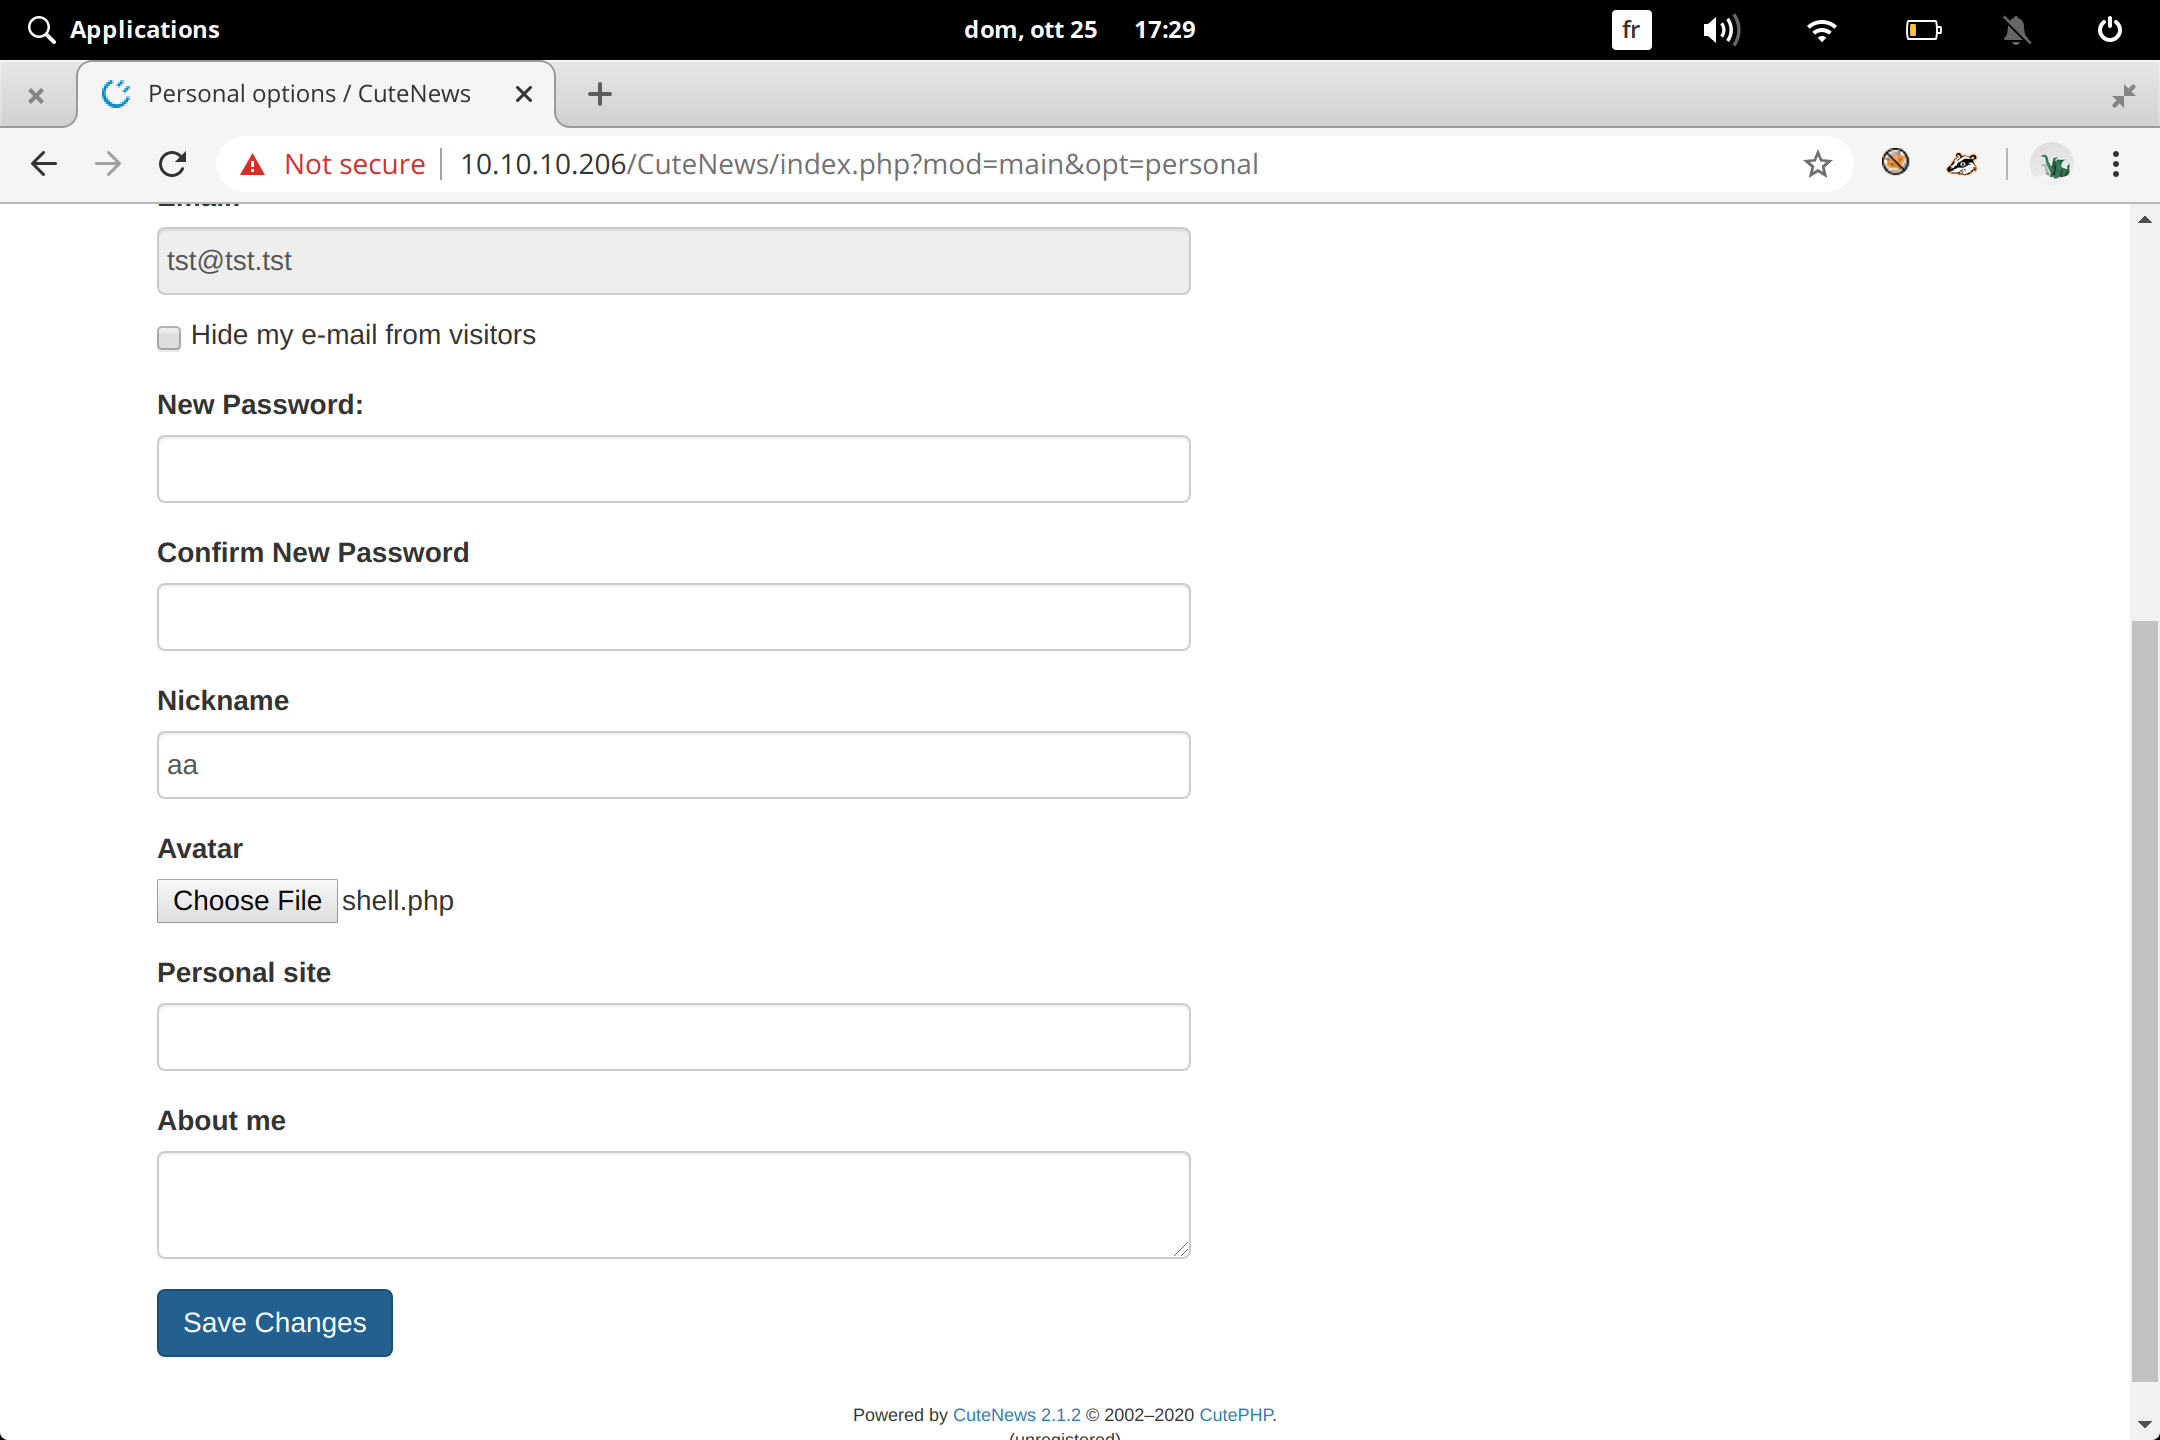 Applications
dom, ott 25 17:29
fr
Personal options / CuteNews
Not secure 10.10.10.206/CuteNews/index.php?mod=main&opt=personal
Email
tst@tst.tst
Hide my e-mail from visitors
New Password:
Confirm New Password
Nickname
aa
Avatar
Choose File shell.php
Personal site
About me
Save Changes
Powered by CuteNews 2.1.2 © 2002–2020 CutePHP.
(unregistered)